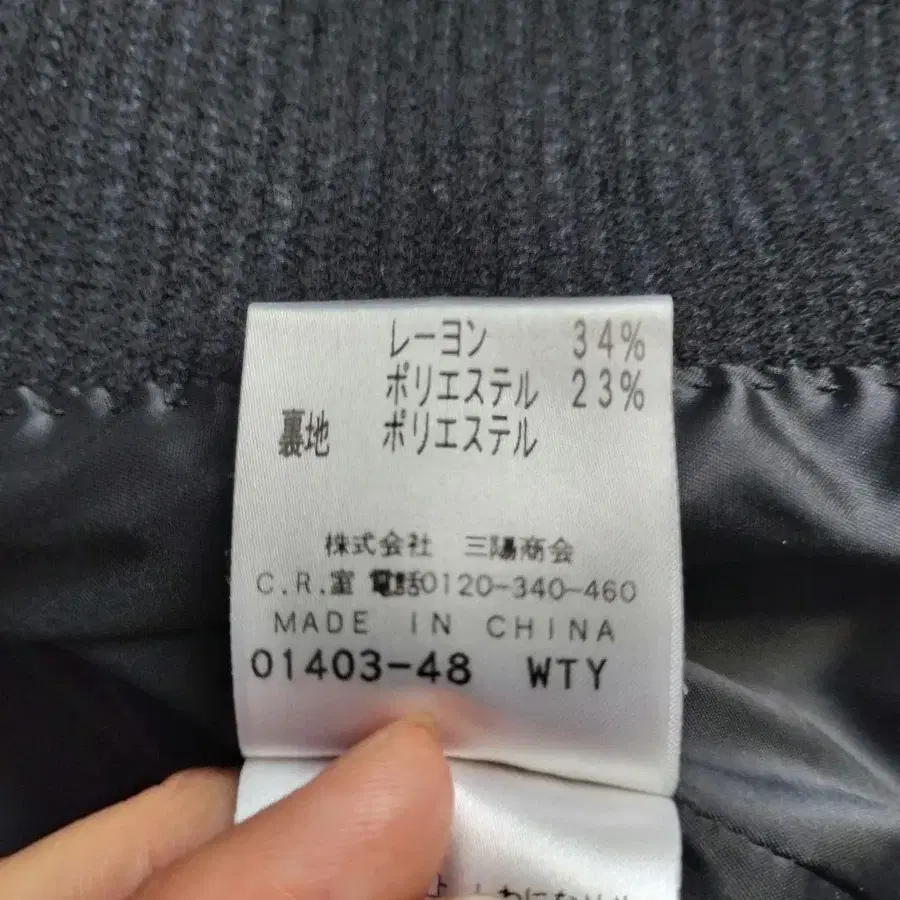 レーヨン 34%
ポリエステル 23%
裏地 ポリエステル
株式会社 三陽商会
C.R.室 電話0120-340-460
MADE IN CHINA
01403-48 WTY